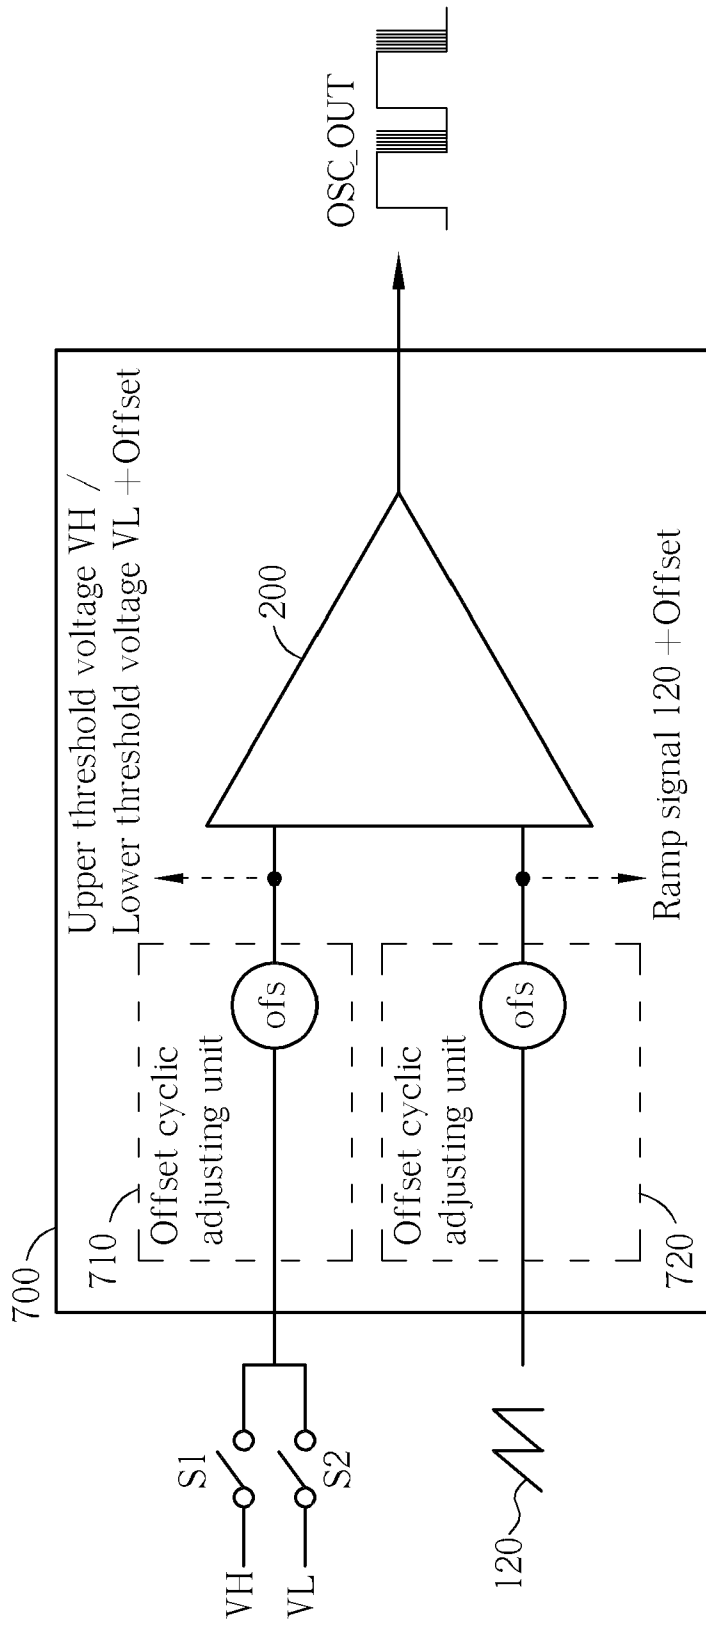 700
Upper threshold voltage VH /
Lower threshold voltage VL +Offset
710
Offset cyclic
adjusting unit
ofs
200
OSC_OUT
VH
S1
VL
S2
Offset cyclic
adjusting unit
ofs
120
720
Ramp signal 120 +Offset